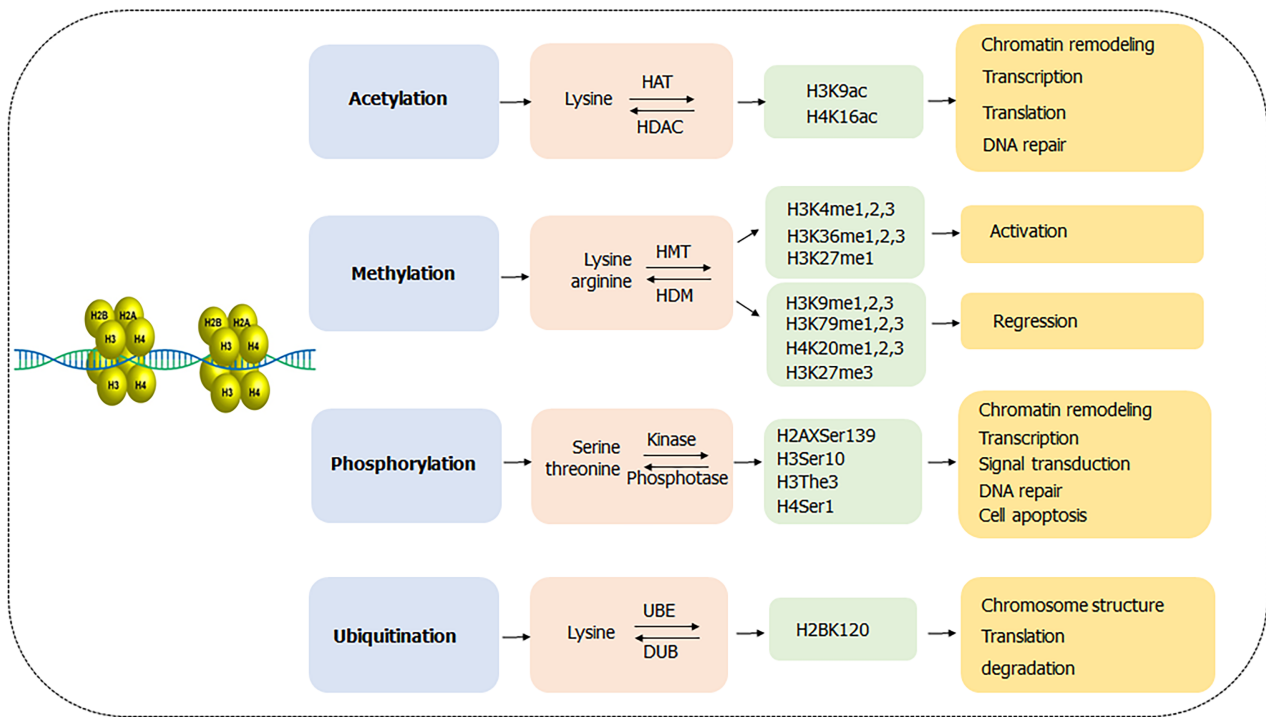 Acetylation
Lysine
HAT
HDAC
H3K9ac
H4K16ac
Chromatin remodeling
Transcription
Translation
DNA repair
Methylation
Lysine
arginine
HMT
HDM
H3K4me1,2,3
H3K36me1,2,3
H3K27me1
Activation
H3K9me1,2,3
H3K79me1,2,3
H4K20me1,2,3
H3K27me3
Regression
H2B
H2A
H3
H4
H3
H4
H2B
H2A
H3
H4
H3
H4
Phosphorylation
Serine
threonine
Kinase
Phosphotase
H2AXSer139
H3Ser10
H3The3
H4Ser1
Chromatin remodeling
Transcription
Signal transduction
DNA repair
Cell apoptosis
Ubiquitination
Lysine
UBE
DUB
H2BK120
Chromosome structure
Translation
degradation